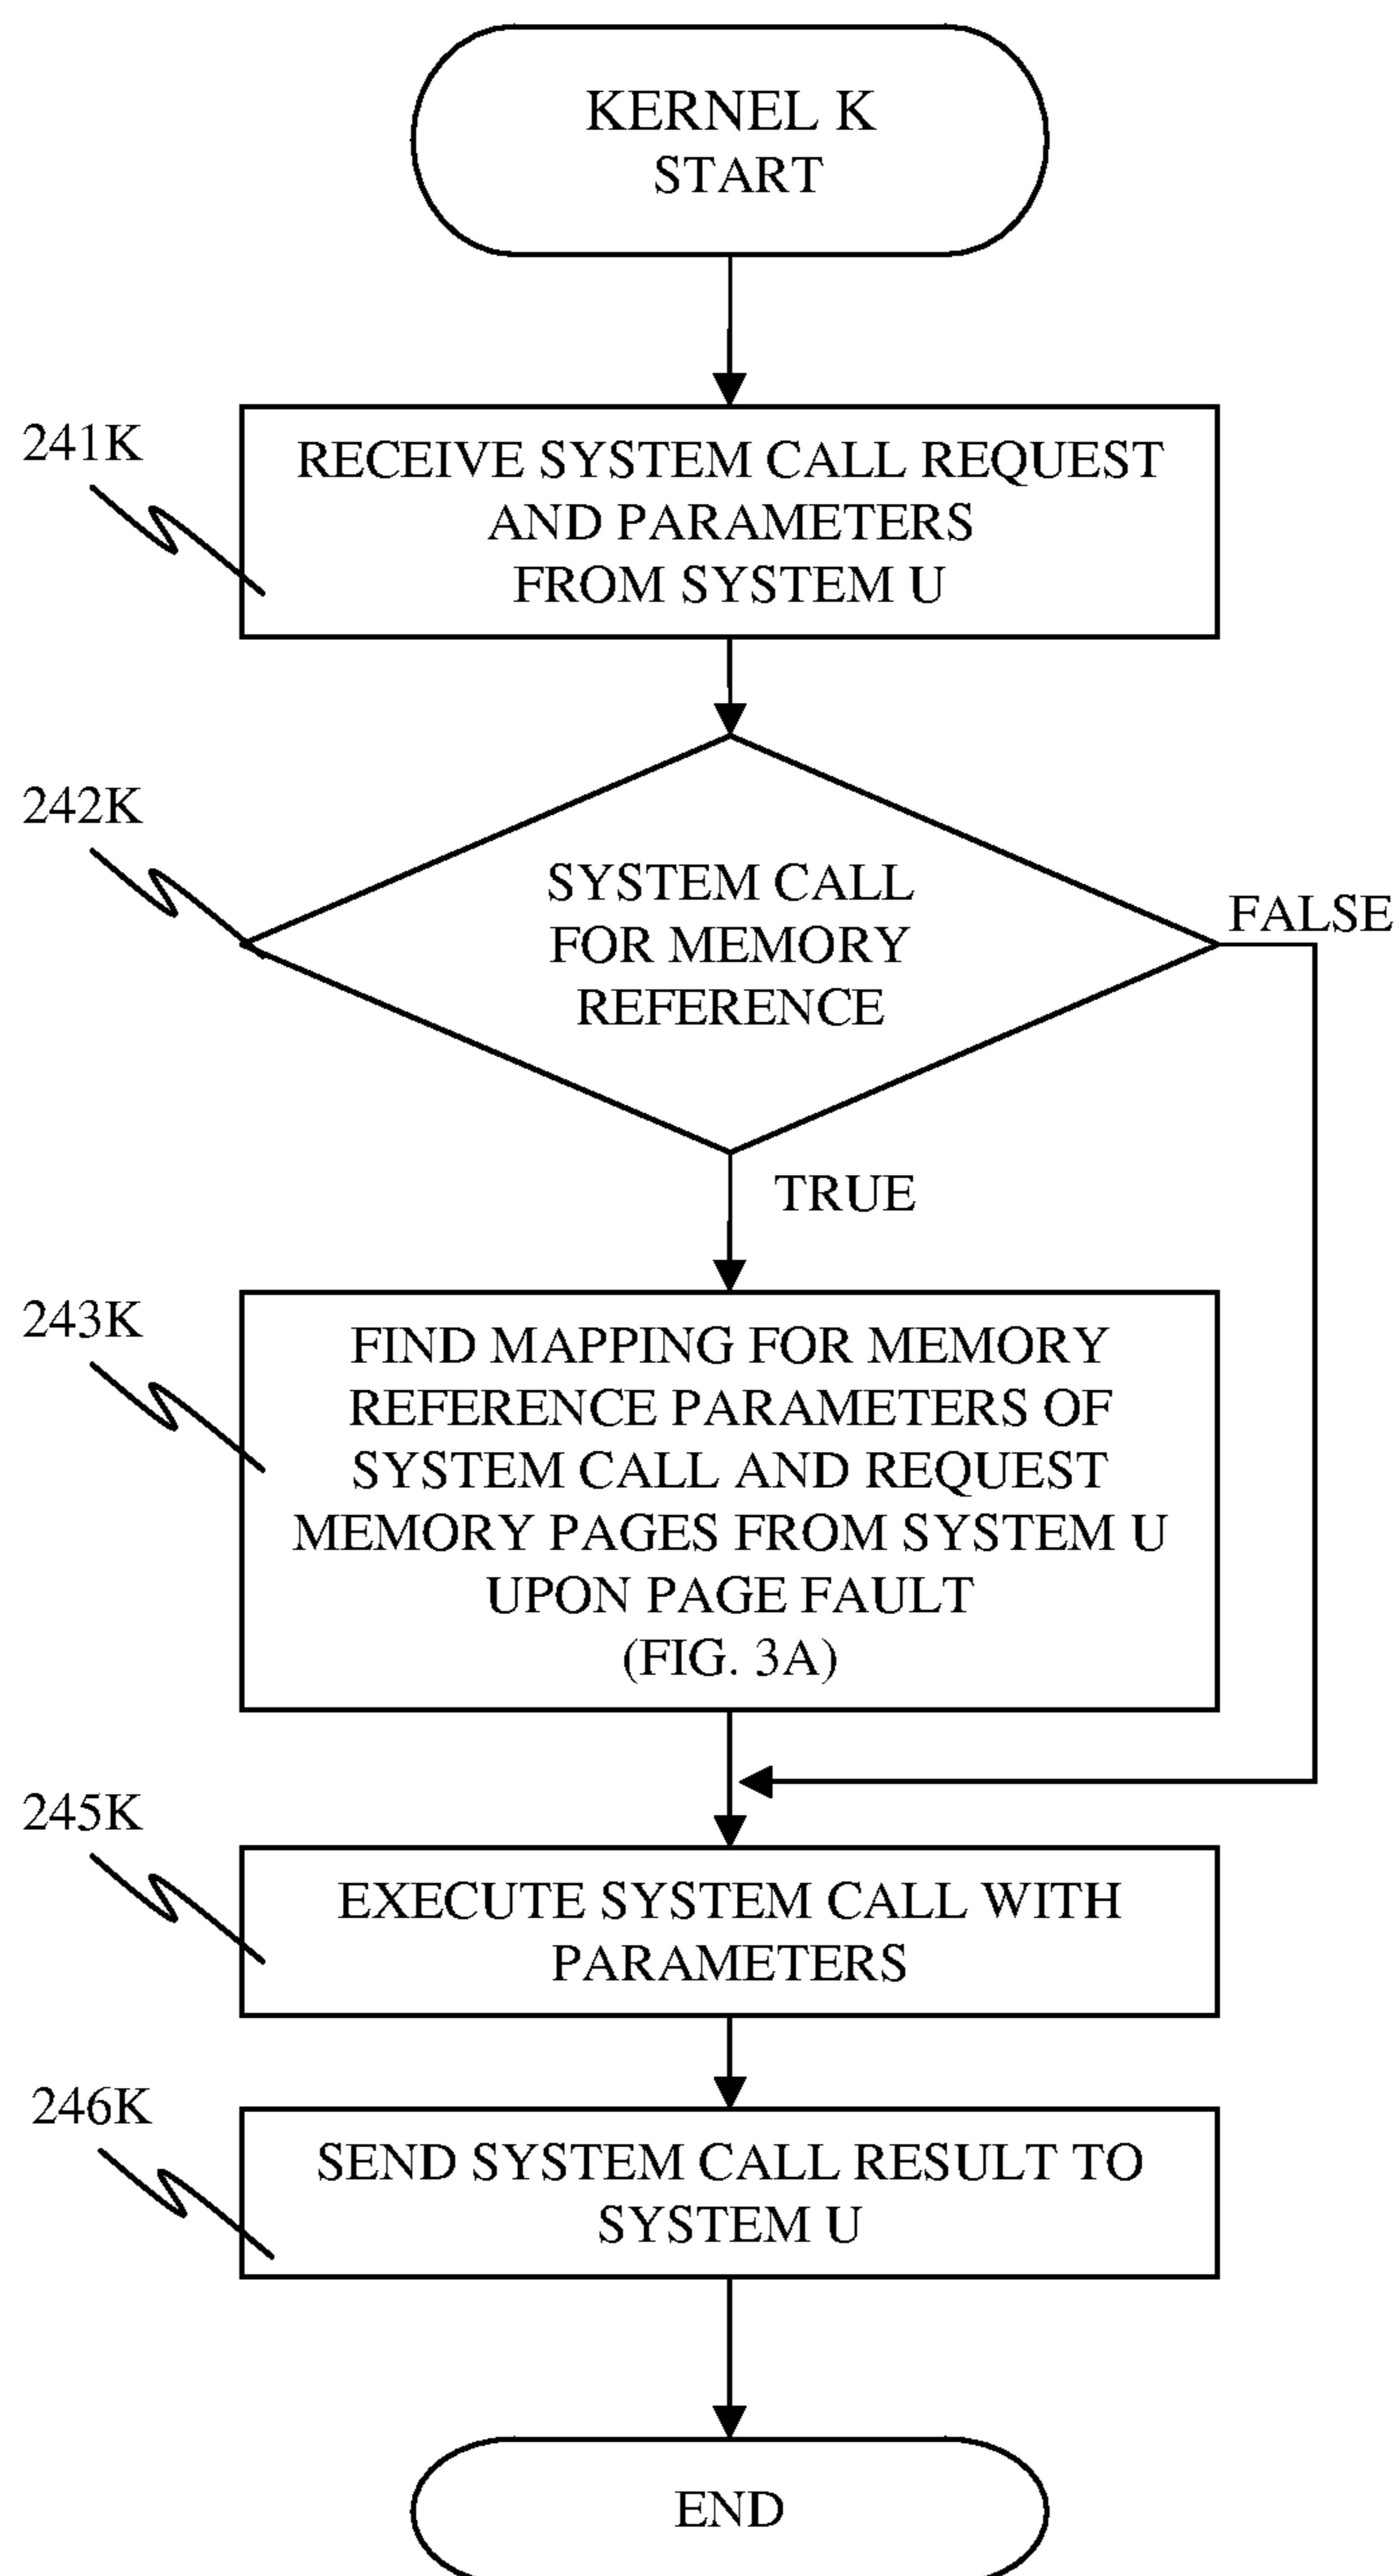 KERNEL K
START
241K
RECEIVE SYSTEM CALL REQUEST
AND PARAMETERS
FROM SYSTEM U
242K
SYSTEM CALL
FOR MEMORY
REFERENCE
FALSE
TRUE
243K
FIND MAPPING FOR MEMORY
REFERENCE PARAMETERS OF
SYSTEM CALL AND REQUEST
MEMORY PAGES FROM SYSTEM U
UPON PAGE FAULT
(FIG. 3A)
245K
EXECUTE SYSTEM CALL WITH
PARAMETERS
246K
SEND SYSTEM CALL RESULT TO
SYSTEM U
END